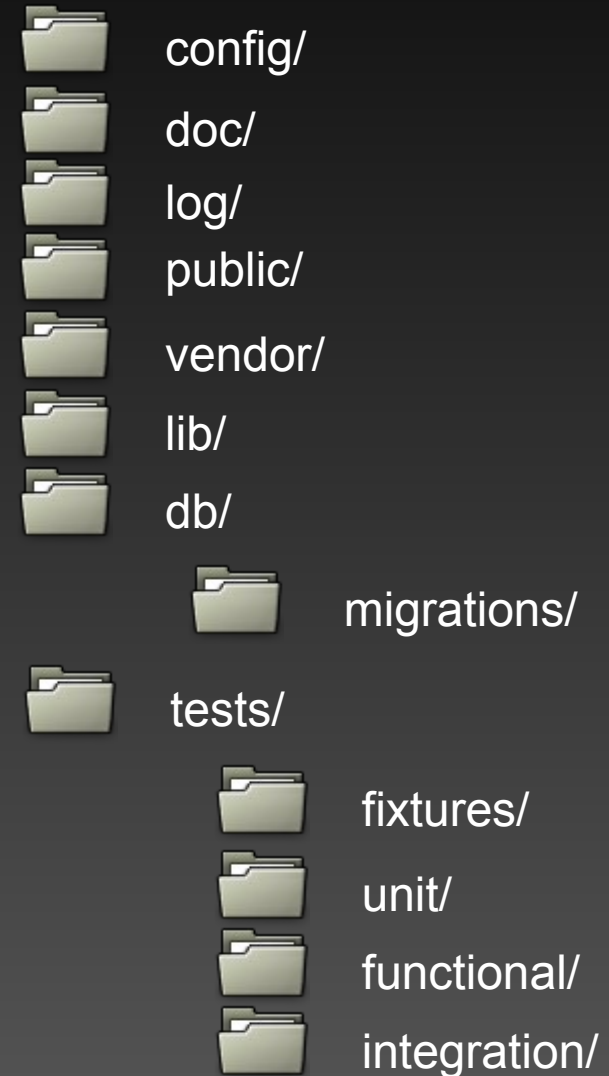 config/
doc/
log/
public/
vendor/
lib/
db/
migrations/
tests/
fixtures/
unit/
functional/
integration/